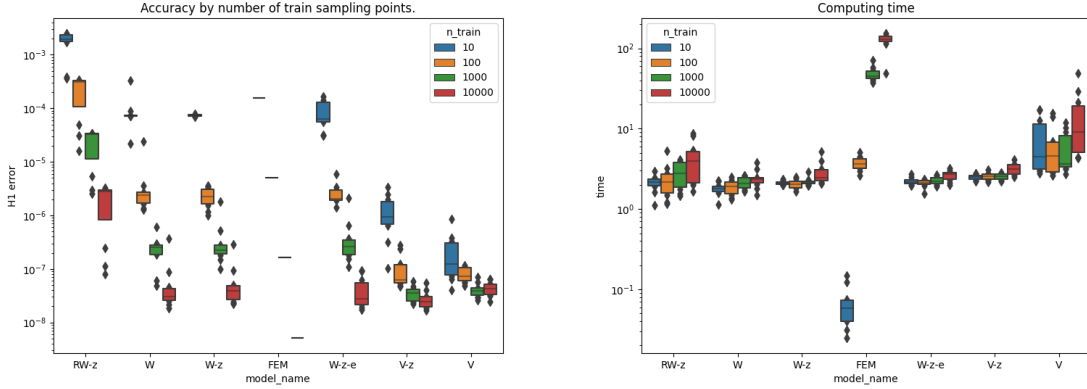 Accuracy by number of train sampling points.
n_train
10
100
1000
10000
10⁻³
10⁻⁴
10⁻⁵
10⁻⁶
10⁻⁷
10⁻⁸
H1 error
RW-z W W-z FEM W-z-e V-z V
model_name
Computing time
n_train
10
100
1000
10000
10²
10¹
10⁰
10⁻¹
time
RW-z W W-z FEM W-z-e V-z V
model_name